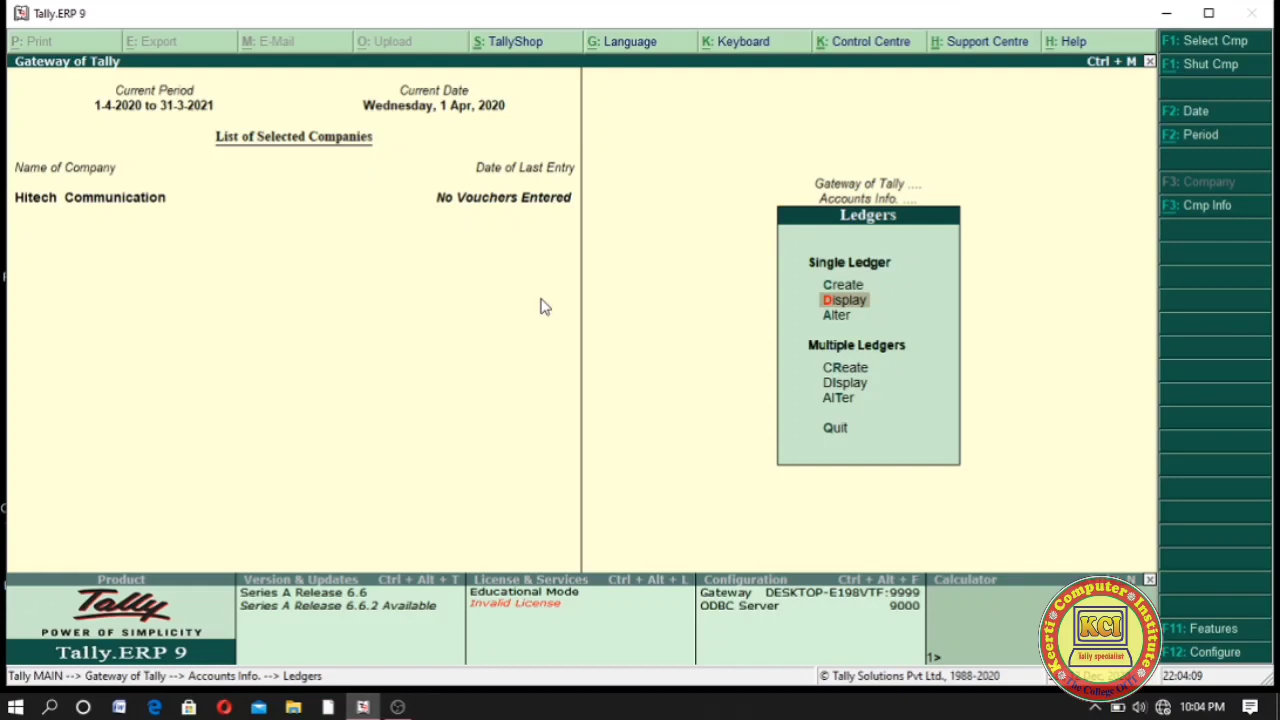 Tally.ERP 9
P: Print E: Export M: E-Mail O: Upload S: TallyShop G: Language K: Keyboard K: Control Centre H: Support Centre H: Help
F1: Select Cmp
F1: Shut Cmp
F2: Date
F2: Period
F3: Company
F3: Cmp Info
F11: Features
F12: Configure
Gateway of Tally Ctrl + M
Current Period Current Date
1-4-2020 to 31-3-2021 Wednesday, 1 Apr, 2020
List of Selected Companies
Name of Company Date of Last Entry
Hitech Communication No Vouchers Entered
Gateway of Tally ....
Accounts Info. ....
Ledgers
Single Ledger
Create
Display
Alter
Multiple Ledgers
CReate
DIsplay
AlTer
Quit
Product
Tally
POWER OF SIMPLICITY
Tally.ERP 9
Version & Updates Ctrl + Alt + T
Series A Release 6.6
Series A Release 6.6.2 Available
License & Services Ctrl + Alt + L
Educational Mode
Invalid License
Configuration Ctrl + Alt + F
Gateway DESKTOP-E198VTF:9999
ODBC Server 9000
Calculator N
1>
Keerti Computer Institute
KCI
Tally specialist
The College Of IT
Tally MAIN --> Gateway of Tally --> Accounts Info. --> Ledgers © Tally Solutions Pvt Ltd., 1988-2020 22:04:09
10:04 PM